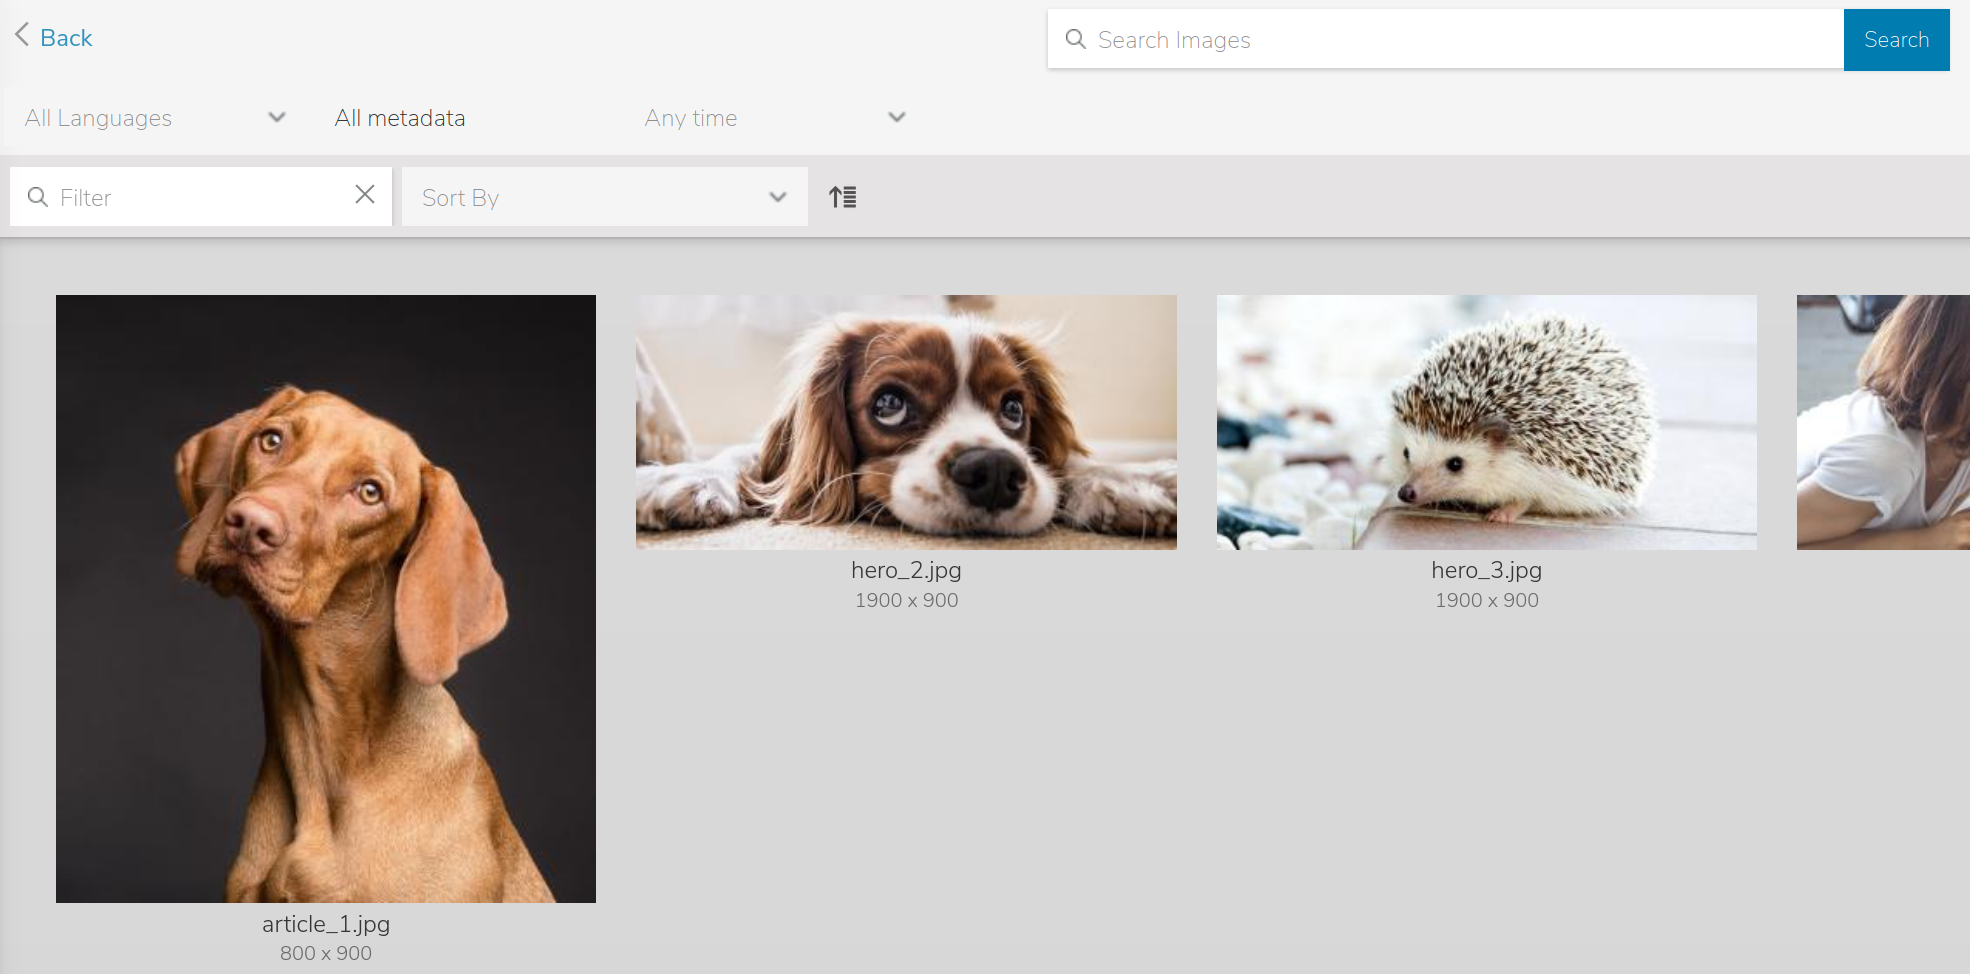 Back
Search Images
Search
All Languages
All metadata
Any time
Filter
Sort By
hero_2.jpg
1900 x 900
hero_3.jpg
1900 x 900
article_1.jpg
800 x 900